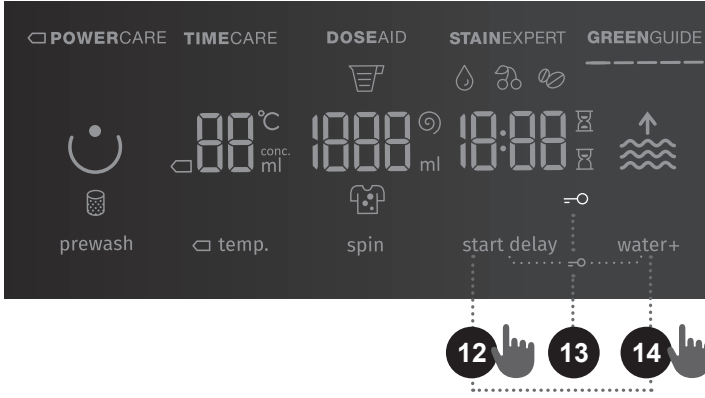 POWERCARE TIMECARE DOSEAID STAINEXPERT GREENGUIDE
88 °C 1888 18:88
conc.
ml ml
prewash temp. spin start delay water+
12 13 14